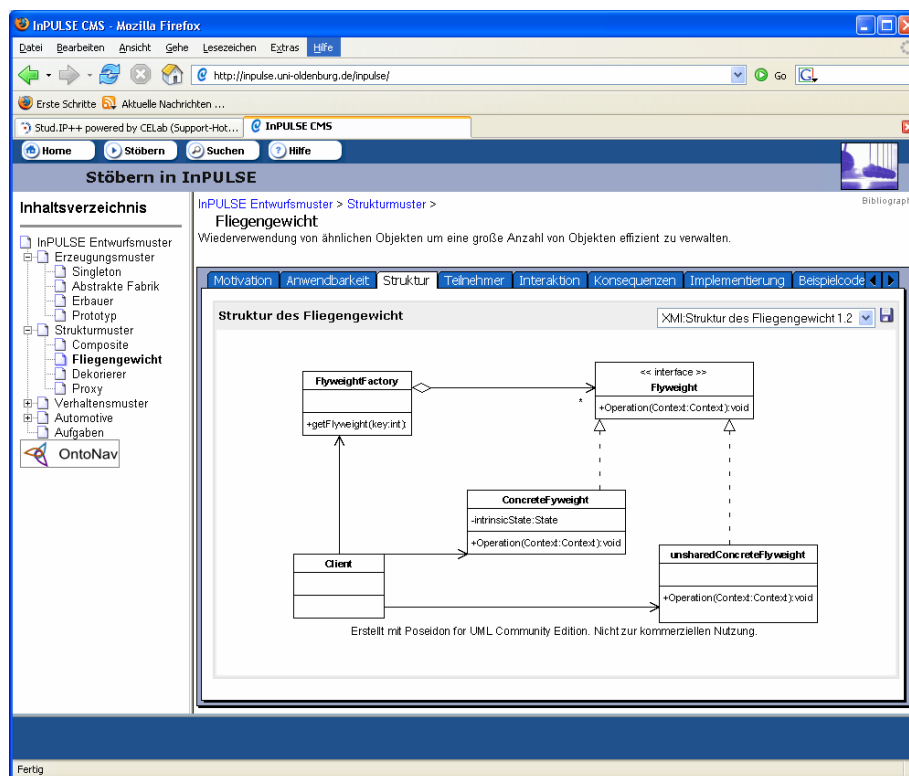 InPULSE CMS - Mozilla Firefox
Datei Bearbeiten Ansicht Gehe Lesezeichen Extras Hilfe
http://inpulse.uni-oldenburg.de/inpulse/ Go G
Erste Schritte Aktuelle Nachrichten ...
Stud.IP++ powered by CELab (Support-Hot... InPULSE CMS
Home Stöbern Suchen Hilfe
Stöbern in InPULSE
Bibliograph
Inhaltsverzeichnis
InPULSE Entwurfsmuster
Erzeugungsmuster
Singleton
Abstrakte Fabrik
Erbauer
Prototyp
Strukturmuster
Composite
Fliegengewicht
Dekorierer
Proxy
Verhaltensmuster
Automotive
Aufgaben
OntoNav
InPULSE Entwurfsmuster > Strukturmuster >
Fliegengewicht
Wiederverwendung von ähnlichen Objekten um eine große Anzahl von Objekten effizient zu verwalten.
Motivation Anwendbarkeit Struktur Teilnehmer Interaktion Konsequenzen Implementierung Beispielcode
Struktur des Fliegengewicht
XMI:Struktur des Fliegengewicht 1.2
FlyweightFactory
+getFlyweight(key:int):
*
<< interface >>
Flyweight
+Operation(Context:Context):void
ConcreteFyweight
-intrinsicState:State
+Operation(Context:Context):void
Client
unsharedConcreteFlyweight
+Operation(Context:Context):void
Erstellt mit Poseidon for UML Community Edition. Nicht zur kommerziellen Nutzung.
Fertig